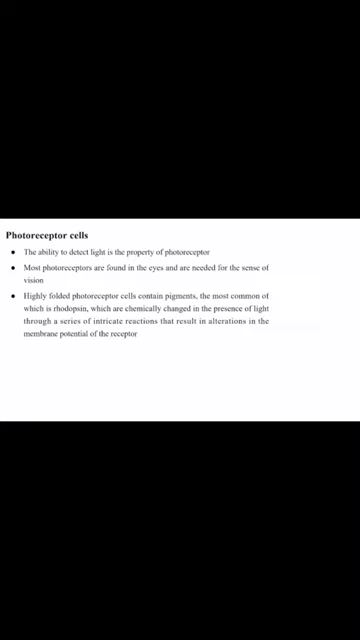 Photoreceptor cells
● The ability to detect light is the property of photoreceptor
● Most photoreceptors are found in the eyes and are needed for the sense of
vision
● Highly folded photoreceptor cells contain pigments, the most common of
which is rhodopsin, which are chemically changed in the presence of light
through a series of intricate reactions that result in alterations in the
membrane potential of the receptor